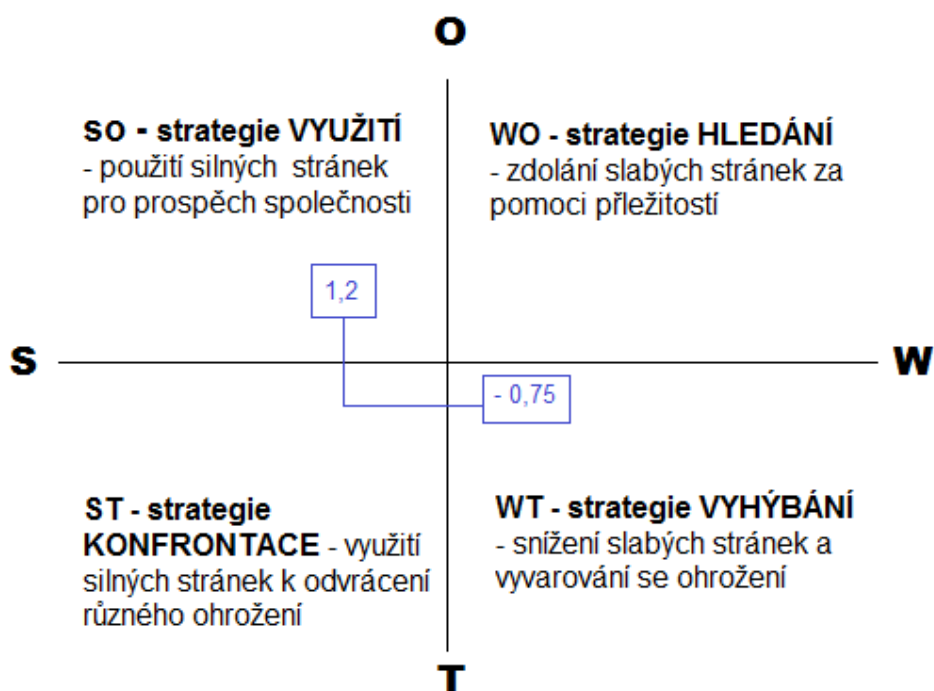 O
SO - strategie VYUŽITÍ
- použití silných stránek
pro prospěch společnosti
WO - strategie HLEDÁNÍ
- zdolání slabých stránek za
pomoci přležitostí
1,2
S
W
- 0,75
ST - strategie
KONFRONTACE - využití
silných stránek k odvrácení
různého ohrožení
WT - strategie VYHÝBÁNÍ
- snížení slabých stránek a
vyvarování se ohrožení
T